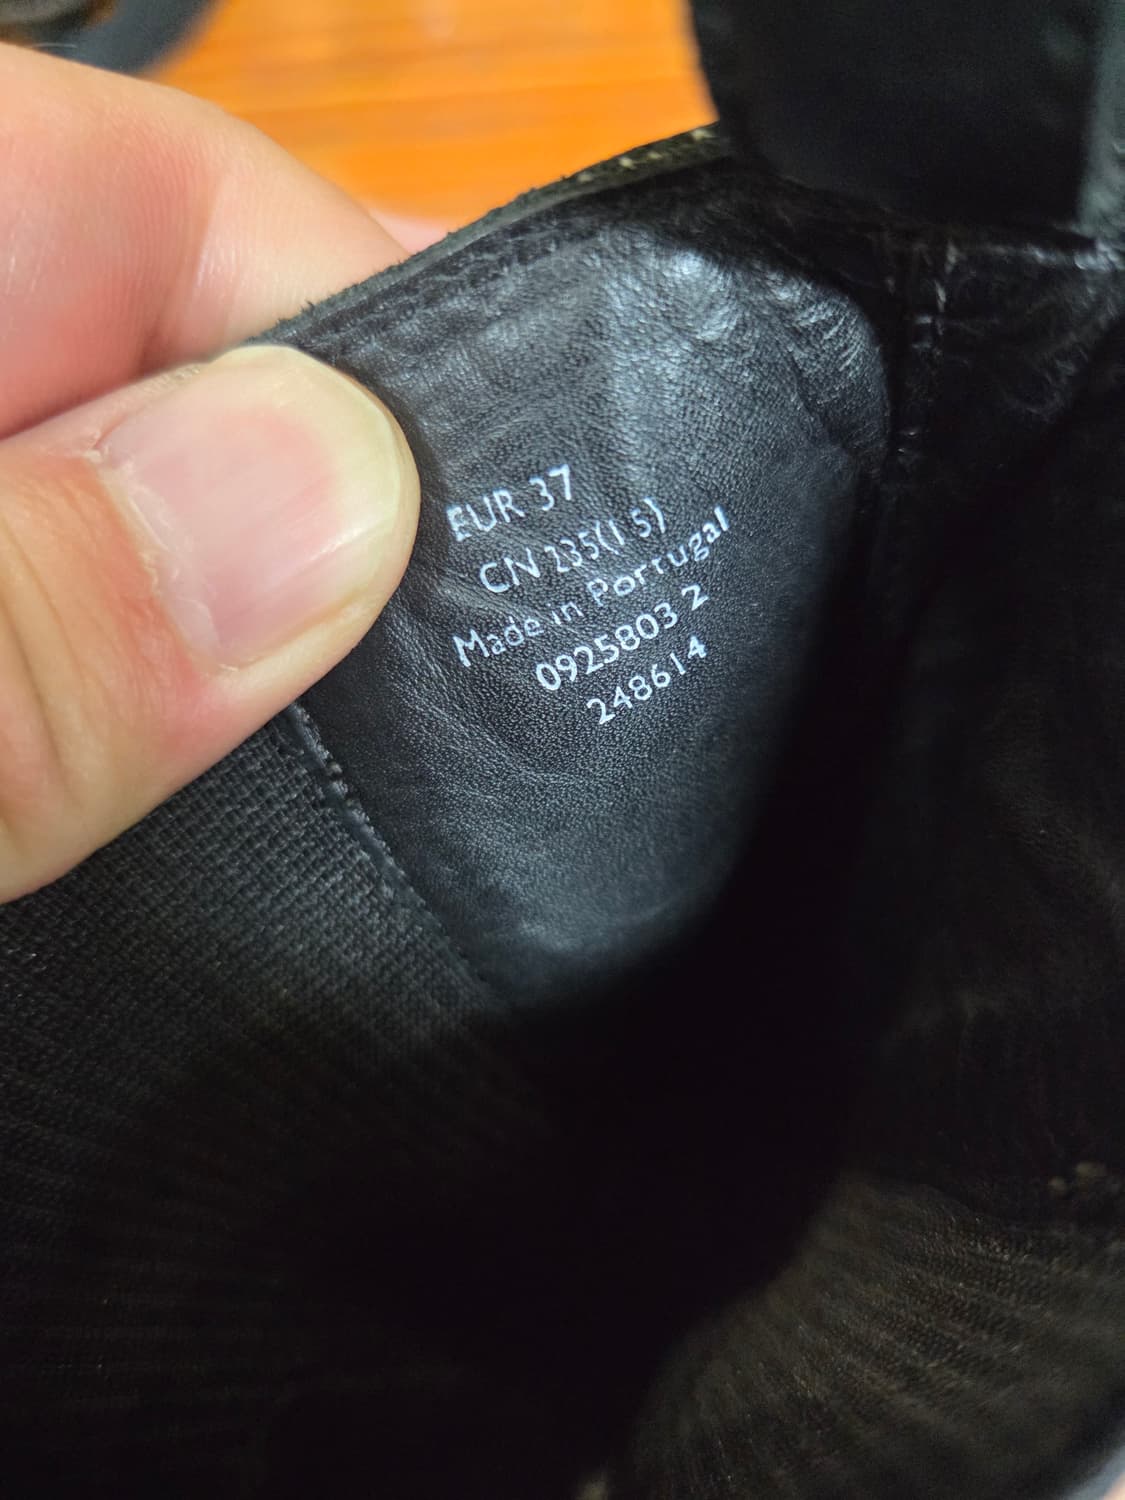 EUR 37
CN 235(1 5)
Made in Portugal
0925803 2
248614